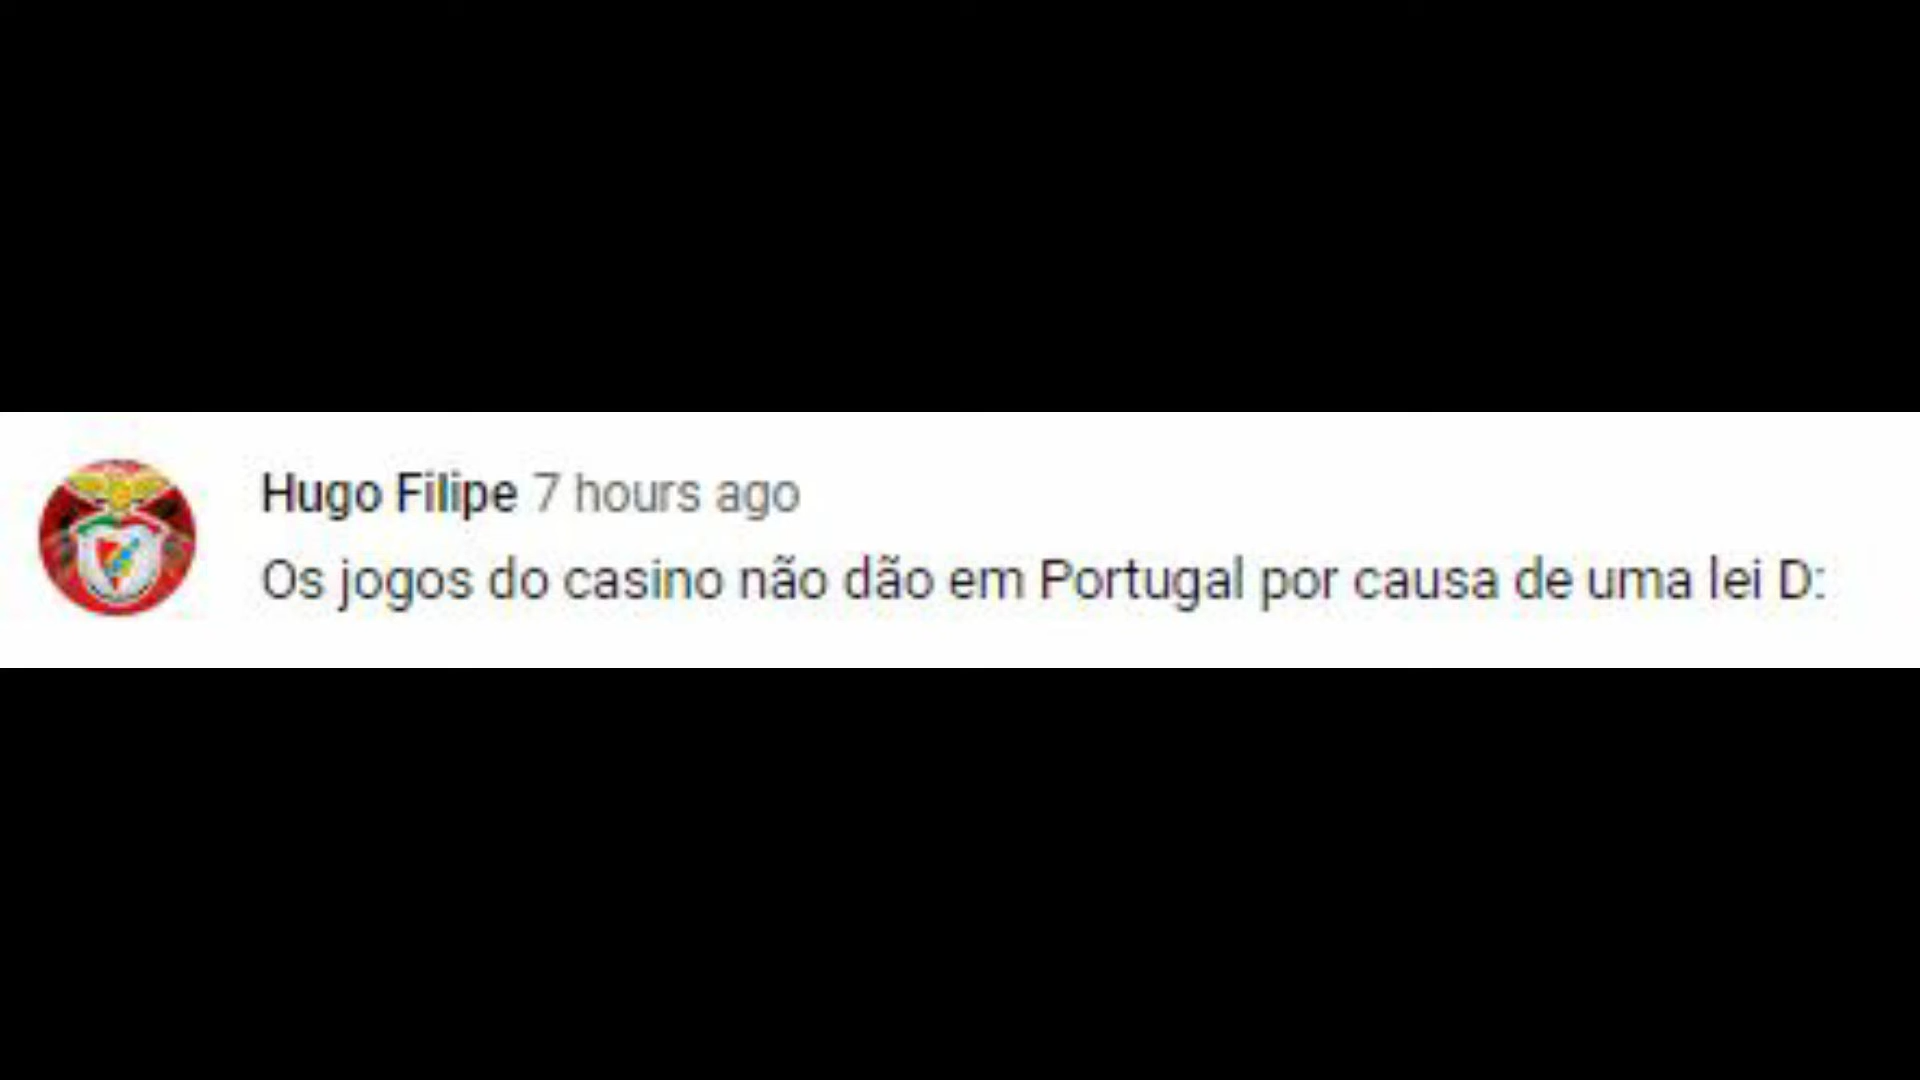 Hugo Filipe 7 hours ago
Os jogos do casino não dão em Portugal por causa de uma lei D: